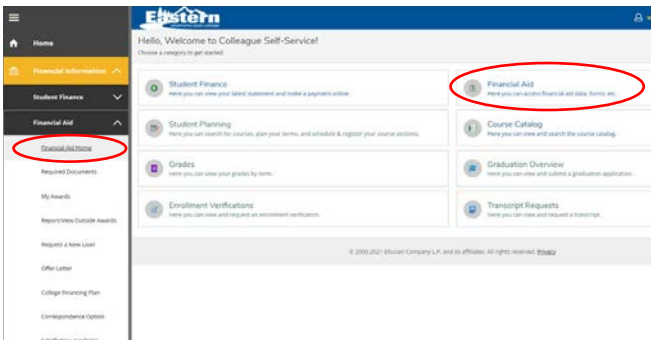 Eastern
Home
Financial Information
Student Finance
Financial Aid
Financial Aid Home
Required Documents
My Awards
Report/View Outside Awards
Request a New Loan
Offer Letter
College Financing Plan
Correspondence Option
Hello, Welcome to Colleague Self-Service!
Choose a category to get started.
Student Finance
Here you can view your latest statement and make a payment online.
Financial Aid
Here you can access financial aid data, forms, etc.
Student Planning
Here you can search for courses, plan your terms, and schedule & register your course sections.
Course Catalog
Here you can view and search the course catalog.
Grades
Here you can view your grades by term.
Graduation Overview
Here you can view and submit a graduation application.
Enrollment Verifications
Here you can view and request an enrollment verification.
Transcript Requests
Here you can view and request a transcript.
© 2000-2021 Ellucian Company L.P. and its affiliates. All rights reserved. Privacy